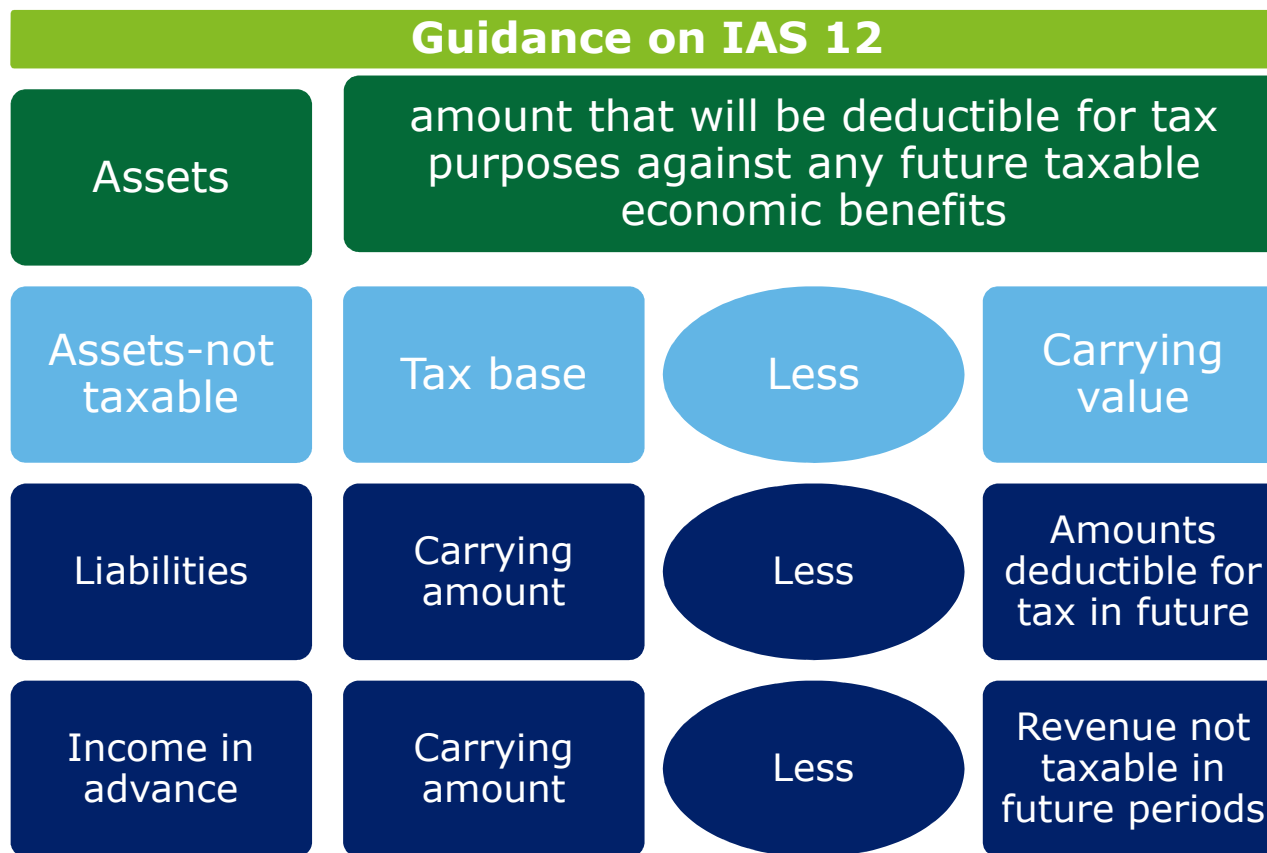 Guidance on IAS 12
Assets
amount that will be deductible for tax
purposes against any future taxable
economic benefits
Assets-not
taxable
Tax base
Less
Carrying
value
Liabilities
Carrying
amount
Less
Amounts
deductible for
tax in future
Income in
advance
Carrying
amount
Less
Revenue not
taxable in
future periods